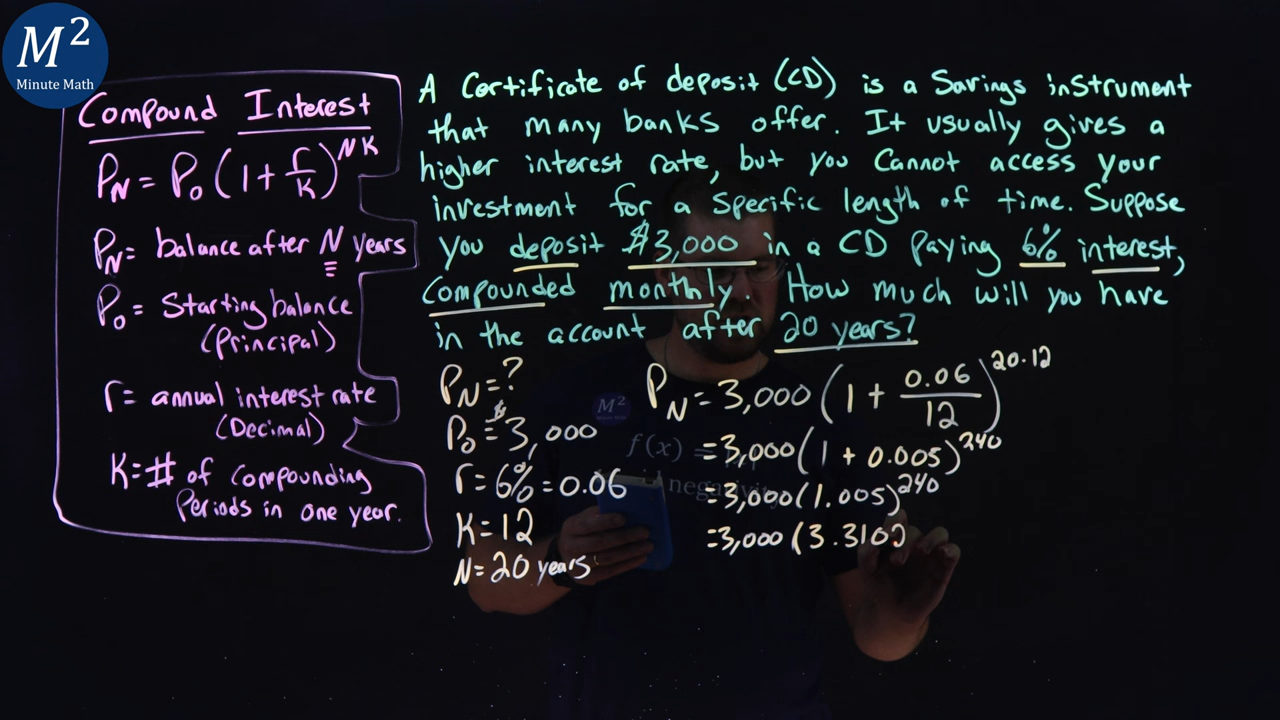 M²
Minute Math
Compound Interest
P_N = P_0 (1 + r/K)^NK
P_N = balance after N years
P_0 = Starting balance
(Principal)
r = annual interest rate
(Decimal)
K = # of compounding
Periods in one year.
A Certificate of deposit (CD) is a Savings instrument
that many banks offer. It usually gives a
higher interest rate, but you cannot access your
investment for a specific length of time. Suppose
you deposit $3,000 in a CD paying 6% interest,
Compounded monthly. How much will you have
in the account after 20 years?
P_N = ?
P_0 = $3,000
r = 6% = 0.06
K = 12
N = 20 years
P_N = 3,000 (1 + 0.06/12)^20·12
= 3,000 (1 + 0.005)^240
= 3,000 (1.005)^240
= 3,000 (3.3102
M²
f(x) =
negativity